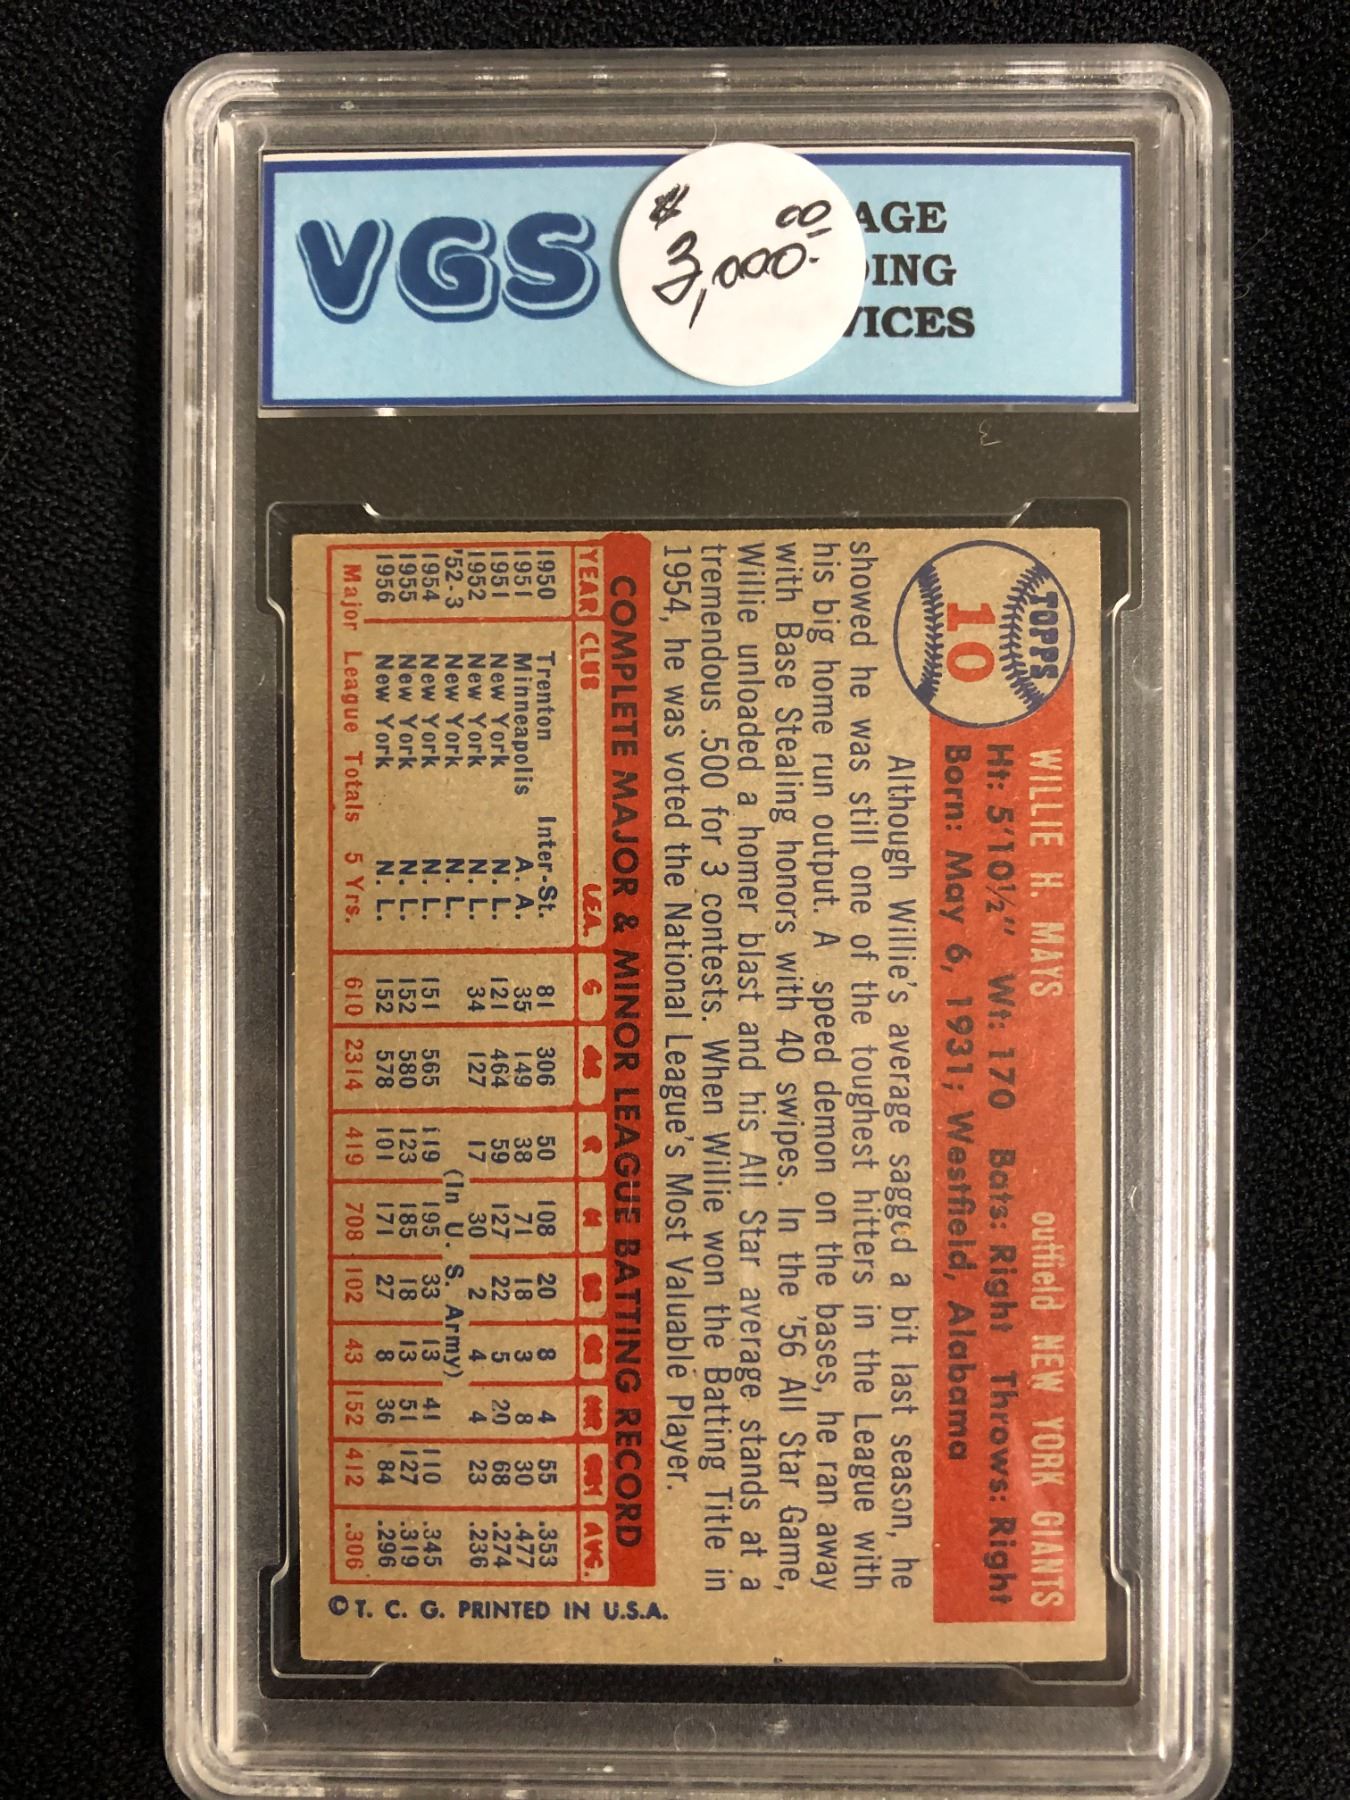 VGS
AGE
DING
VICES
$3,000.00
TOPPS
10
WILLIE H. MAYS outfield NEW YORK GIANTS
Ht: 5'10½" Wt: 170 Bats: Right Throws: Right
Born: May 6, 1931; Westfield, Alabama
Although Willie's average sagged a bit last season, he
showed he was still one of the toughest hitters in the League with
his big home run output. A speed demon on the bases, he ran away
with Base Stealing honors with 40 swipes. In the '56 All Star Game,
Willie unloaded a homer blast and his All Star average stands at a
tremendous .500 for 3 contests. When Willie won the Batting Title in
1954, he was voted the National League's Most Valuable Player.
COMPLETE MAJOR & MINOR LEAGUE BATTING RECORD
YEAR CLUB LEA. G AB R H 2B 3B HR RBI AVG.
1950 Trenton Inter-St. 81 306 50 108 20 8 4 55 .353
1951 Minneapolis A. A. 35 149 38 71 18 3 8 30 .477
1951 New York N. L. 121 464 59 127 22 5 20 68 .274
1952 New York N. L. 34 127 17 30 2 4 4 23 .236
'52-3 New York N. L. (In U. S. Army)
1954 New York N. L. 151 565 119 195 33 13 41 110 .345
1955 New York N. L. 152 580 123 185 18 13 51 127 .319
1956 New York N. L. 152 578 101 171 27 8 36 84 .296
Major League Totals 5 Yrs. 610 2314 419 708 102 43 152 412 .306
© T. C. G. PRINTED IN U.S.A.